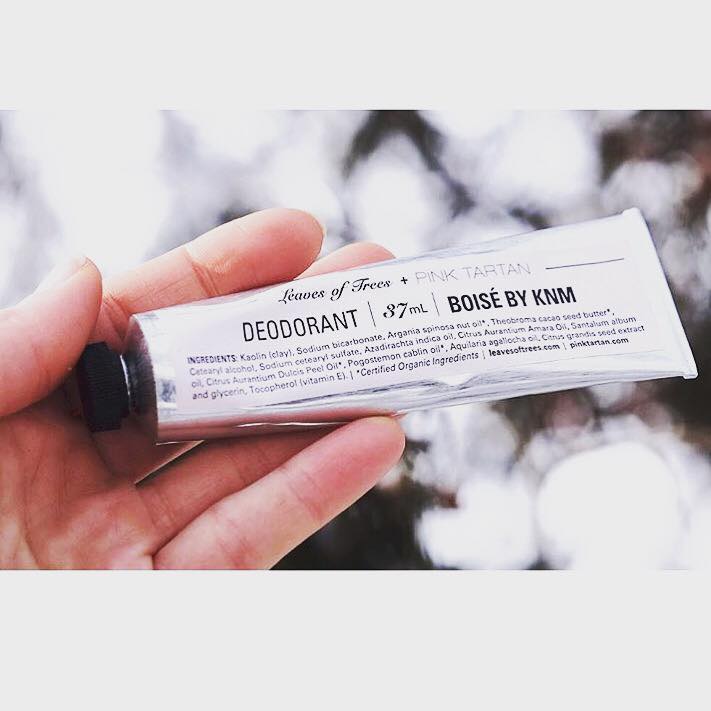 Leaves of Trees + PINK TARTAN
DEODORANT | 37mL | BOISÉ BY KNM
INGREDIENTS: Kaolin (clay), Sodium bicarbonate, Argania spinosa nut oil*, Theobroma cacao seed butter*,
Cetearyl alcohol, Sodium cetearyl sulfate, Azadirachta indica oil, Citrus Aurantium Amara Oil, Santalum album
oil, Citrus Aurantium Dulcis Peel Oil*, Pogostemon cablin oil*, Aquilaria agallocha oil, Citrus grandis seed extract
and glycerin, Tocopherol (vitamin E). | *Certified Organic Ingredients | leavesoftrees.com | pinktartan.com